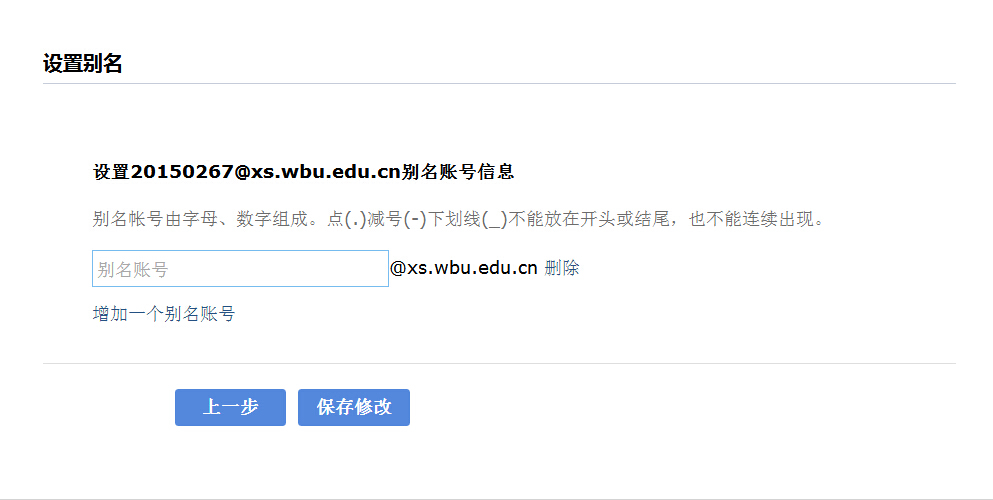 设置别名
设置20150267@xs.wbu.edu.cn别名账号信息
别名帐号由字母、数字组成。点(.)减号(-)下划线(_)不能放在开头或结尾，也不能连续出现。
别名账号@xs.wbu.edu.cn 删除
增加一个别名账号
上一步 保存修改